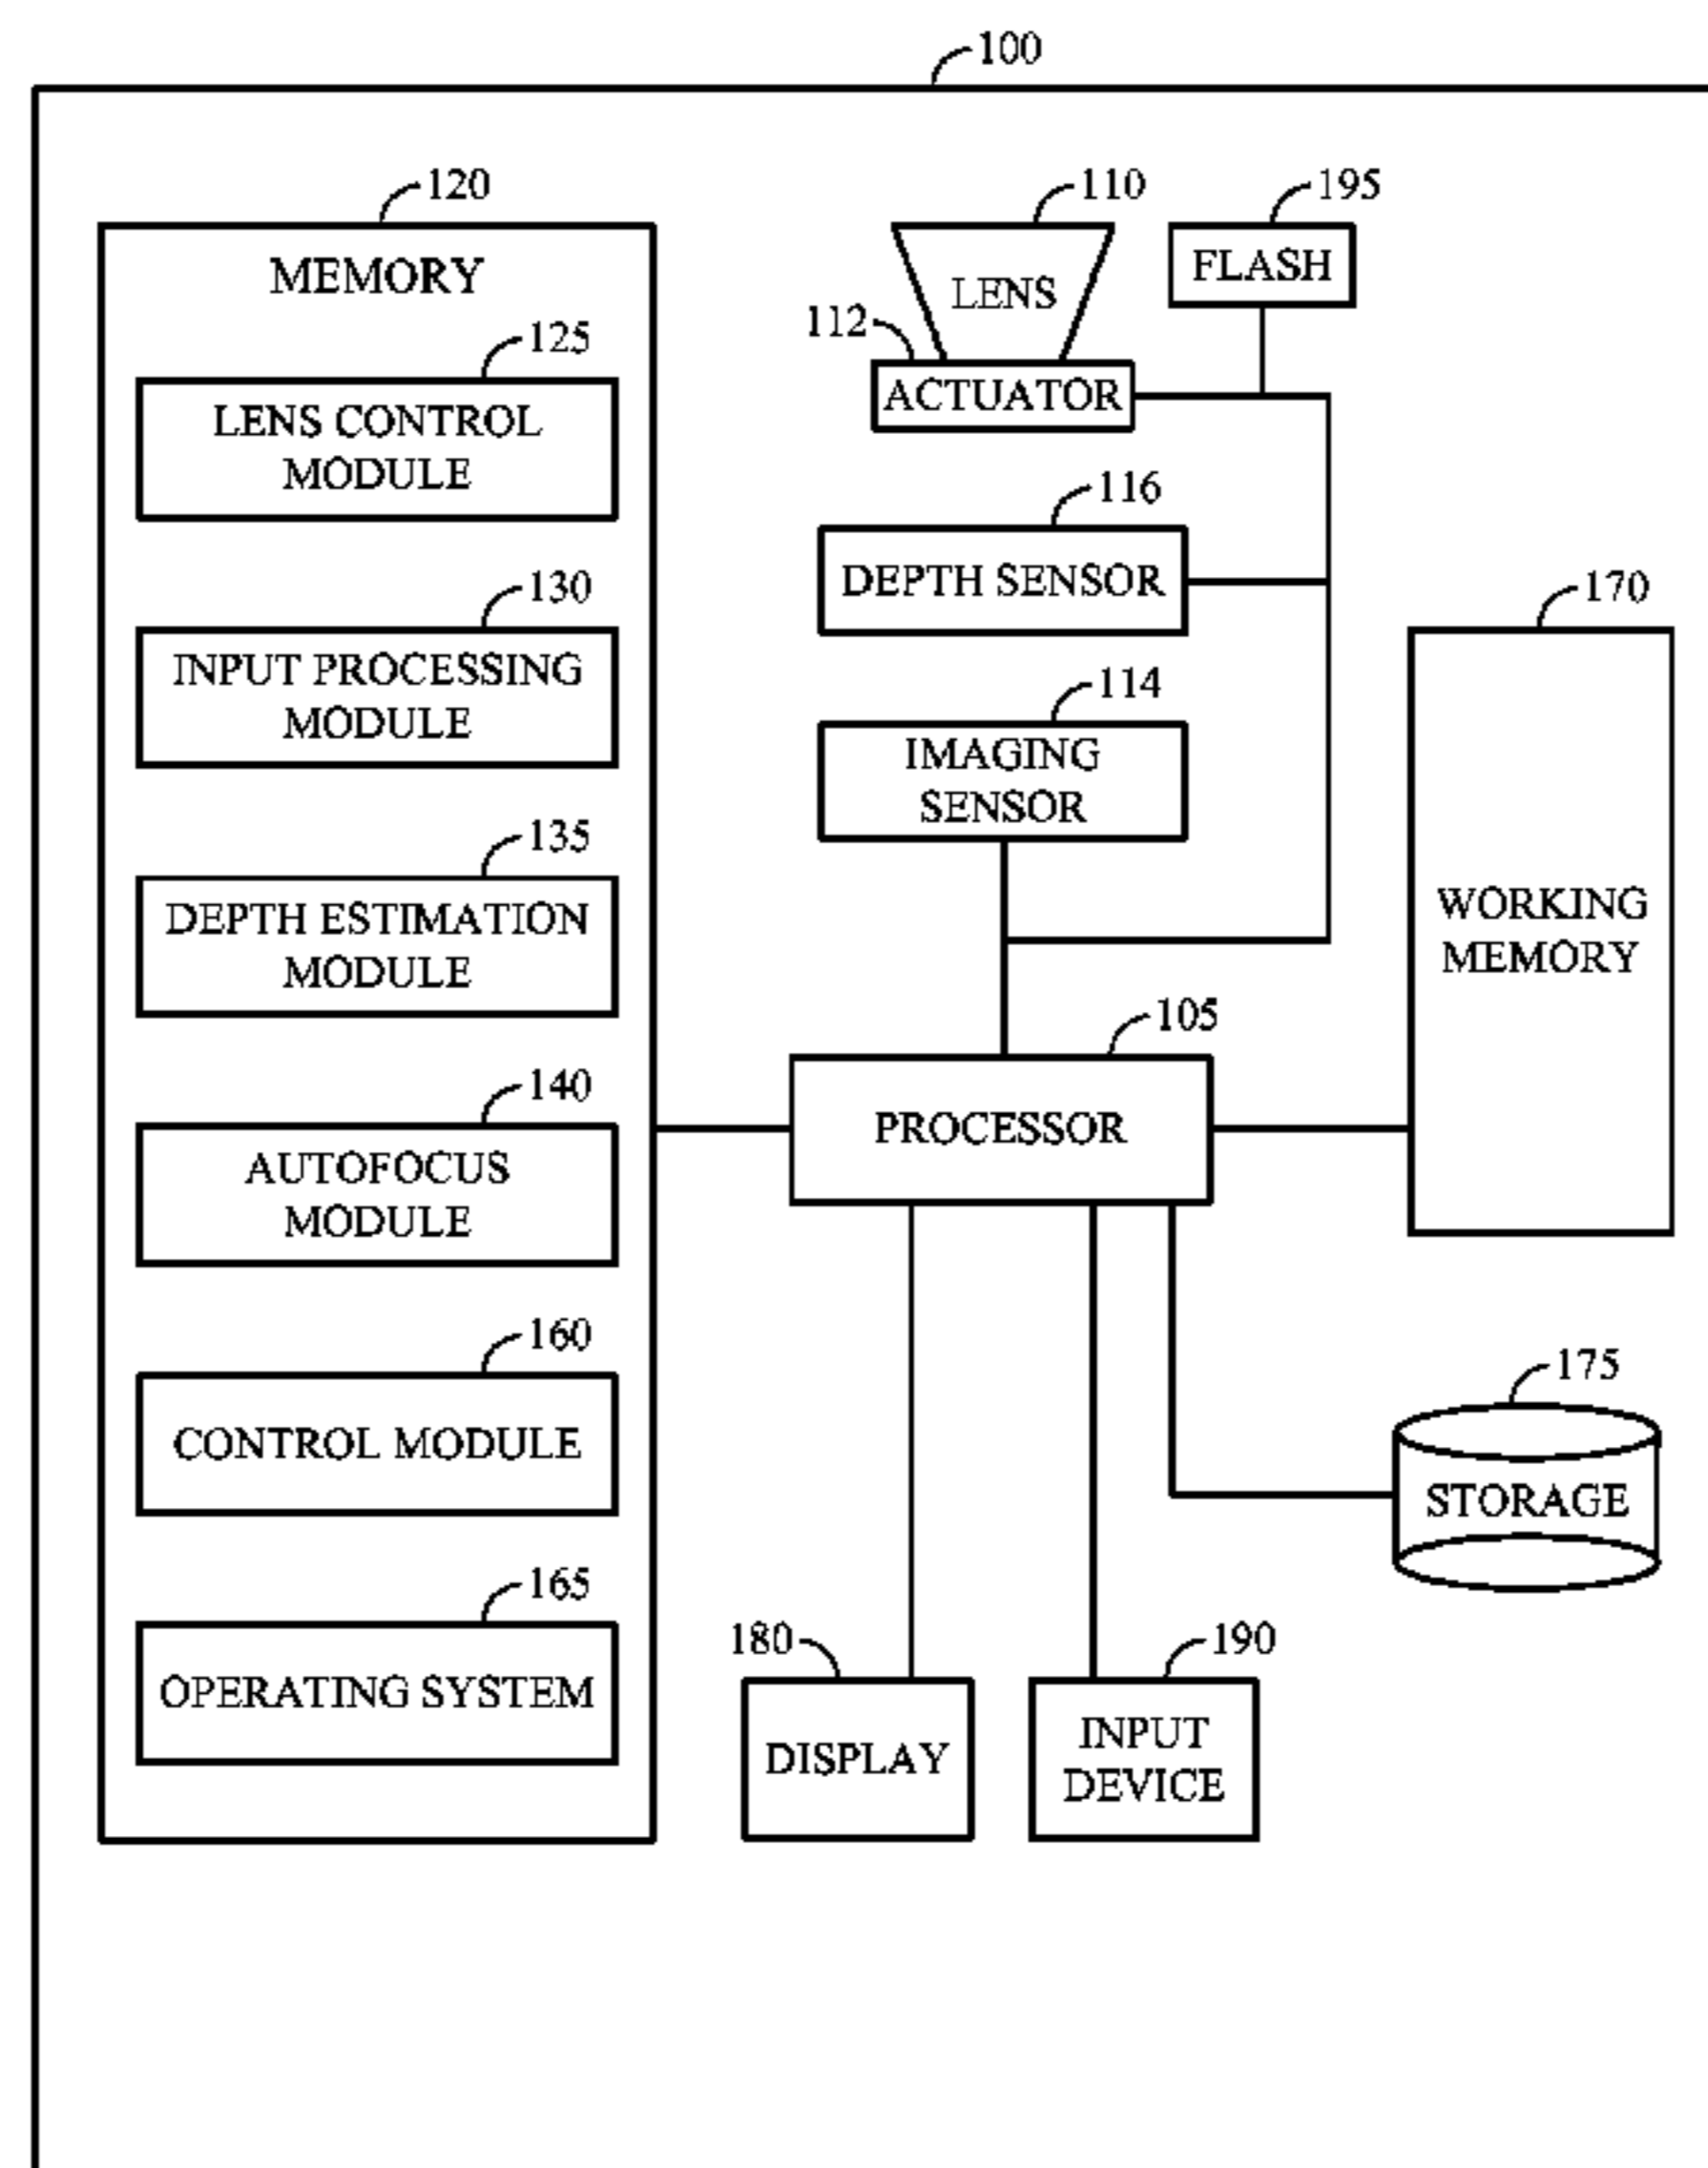 100
120
MEMORY
125
LENS CONTROL
MODULE
130
INPUT PROCESSING
MODULE
135
DEPTH ESTIMATION
MODULE
140
AUTOFOCUS
MODULE
160
CONTROL MODULE
165
OPERATING SYSTEM
110
LENS
195
FLASH
112
ACTUATOR
116
DEPTH SENSOR
114
IMAGING
SENSOR
170
WORKING
MEMORY
105
PROCESSOR
175
STORAGE
180
DISPLAY
190
INPUT
DEVICE